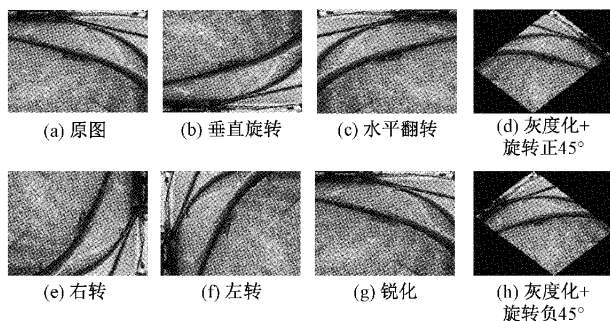 (a) 原图
(b) 垂直旋转
(c) 水平翻转
(d) 灰度化+
旋转正45°
(e) 右转
(f) 左转
(g) 锐化
(h) 灰度化+
旋转负45°